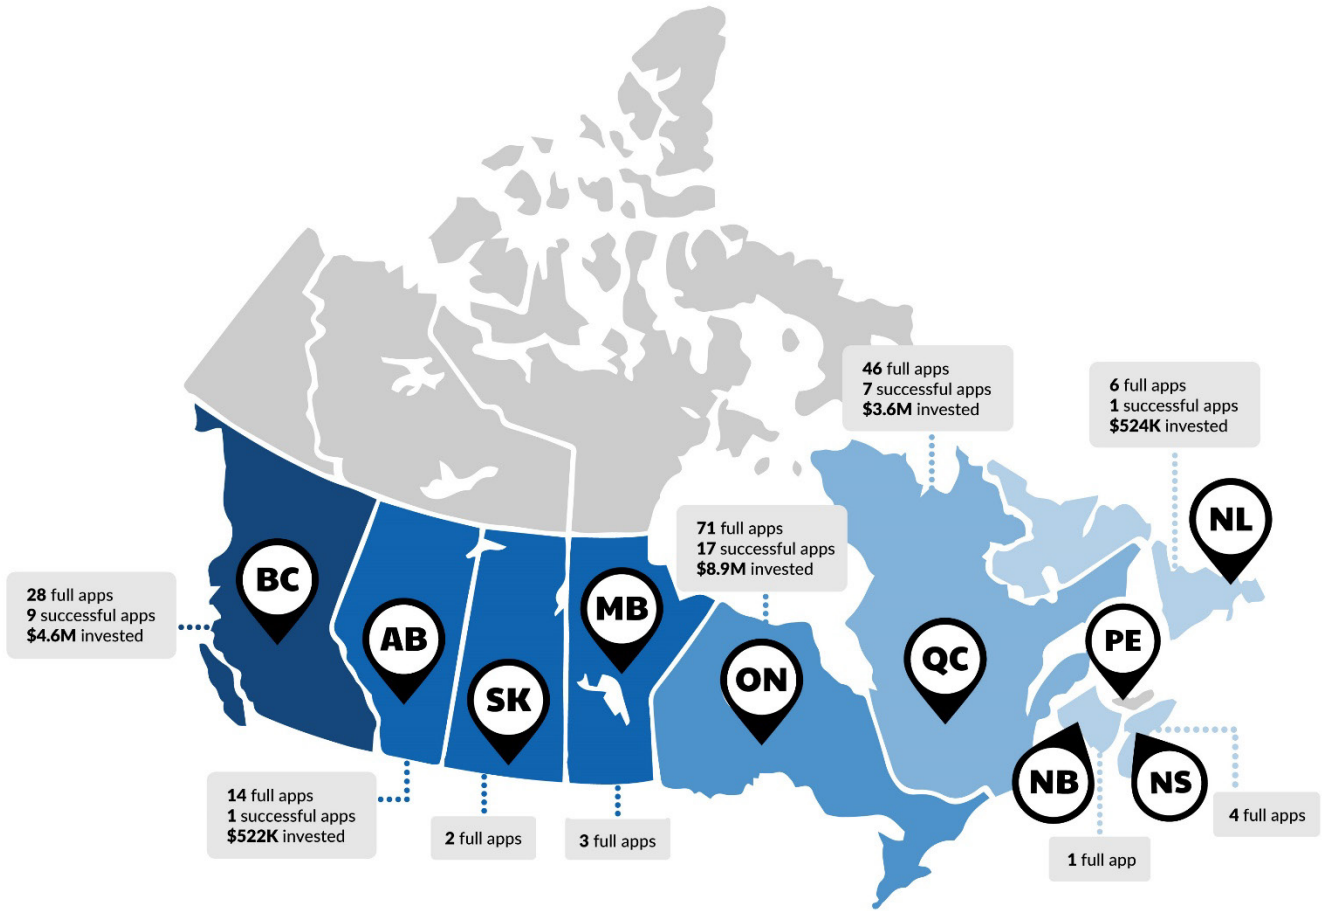 46 full apps
7 successful apps
$3.6M invested
6 full apps
1 successful apps
$524K invested
NL
71 full apps
17 successful apps
$8.9M invested
BC
28 full apps
9 successful apps
$4.6M invested
AB
MB
SK
ON
QC
PE
NB
NS
14 full apps
1 successful apps
$522K invested
2 full apps
3 full apps
4 full apps
1 full app